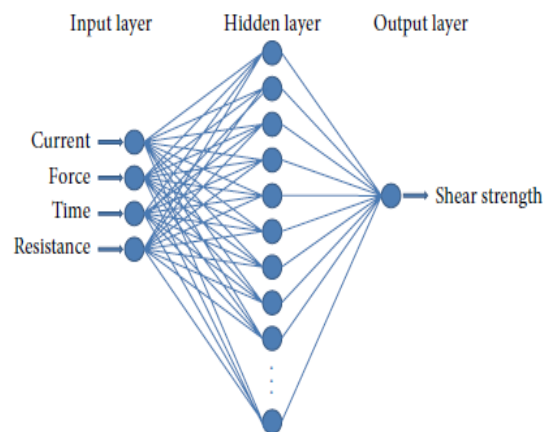 Input layer Hidden layer Output layer
Current
Force
Time
Resistance
Shear strength